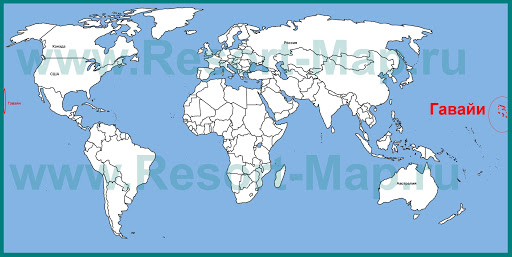 Канада
Россия
www.Resort-Map.ru
США
Гавайи
Гавайи
www.Resort-Map.ru
Австралия